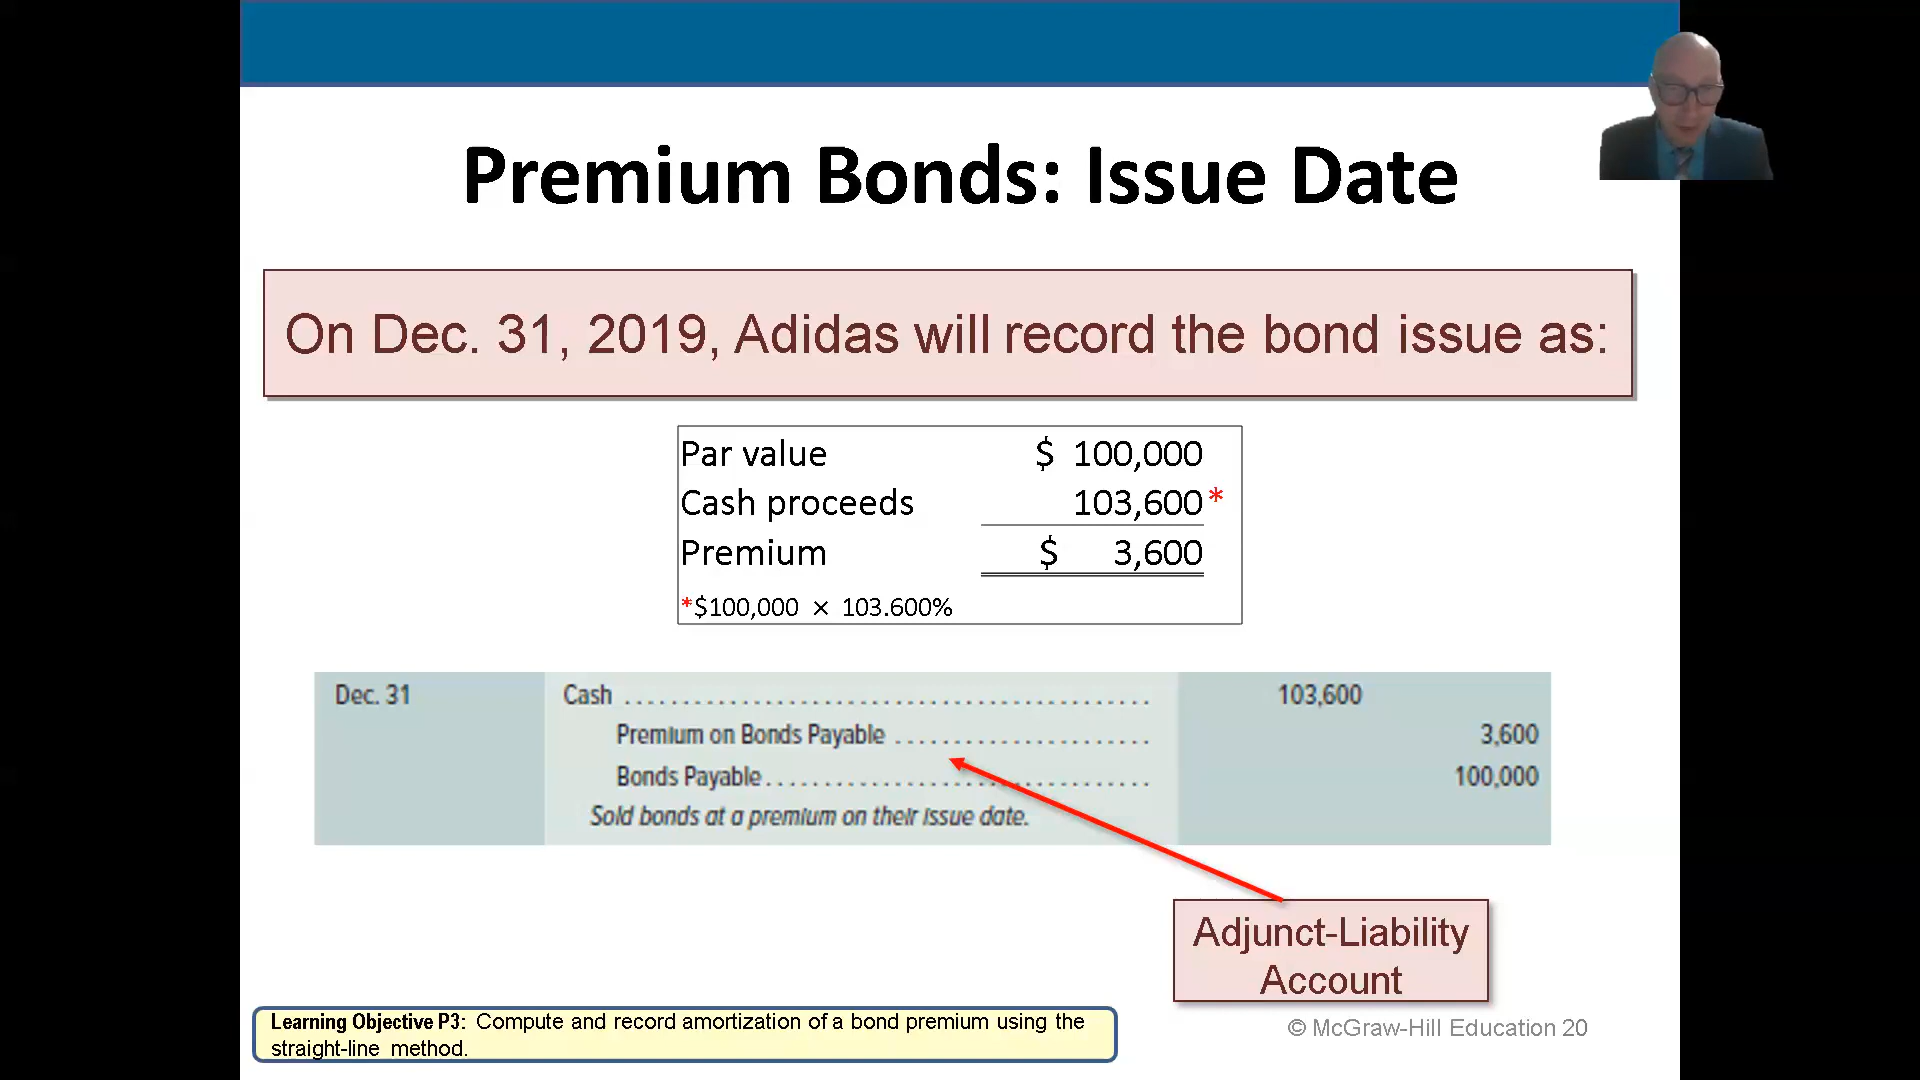 Premium Bonds: Issue Date
On Dec. 31, 2019, Adidas will record the bond issue as:
Par value $ 100,000
Cash proceeds 103,600*
Premium $ 3,600
*$100,000 × 103.600%
Dec. 31 Cash ............................................. 103,600
Premium on Bonds Payable ...................... 3,600
Bonds Payable................................. 100,000
Sold bonds at a premium on their issue date.
Adjunct-Liability
Account
Learning Objective P3: Compute and record amortization of a bond premium using the
straight-line method.
© McGraw-Hill Education 20